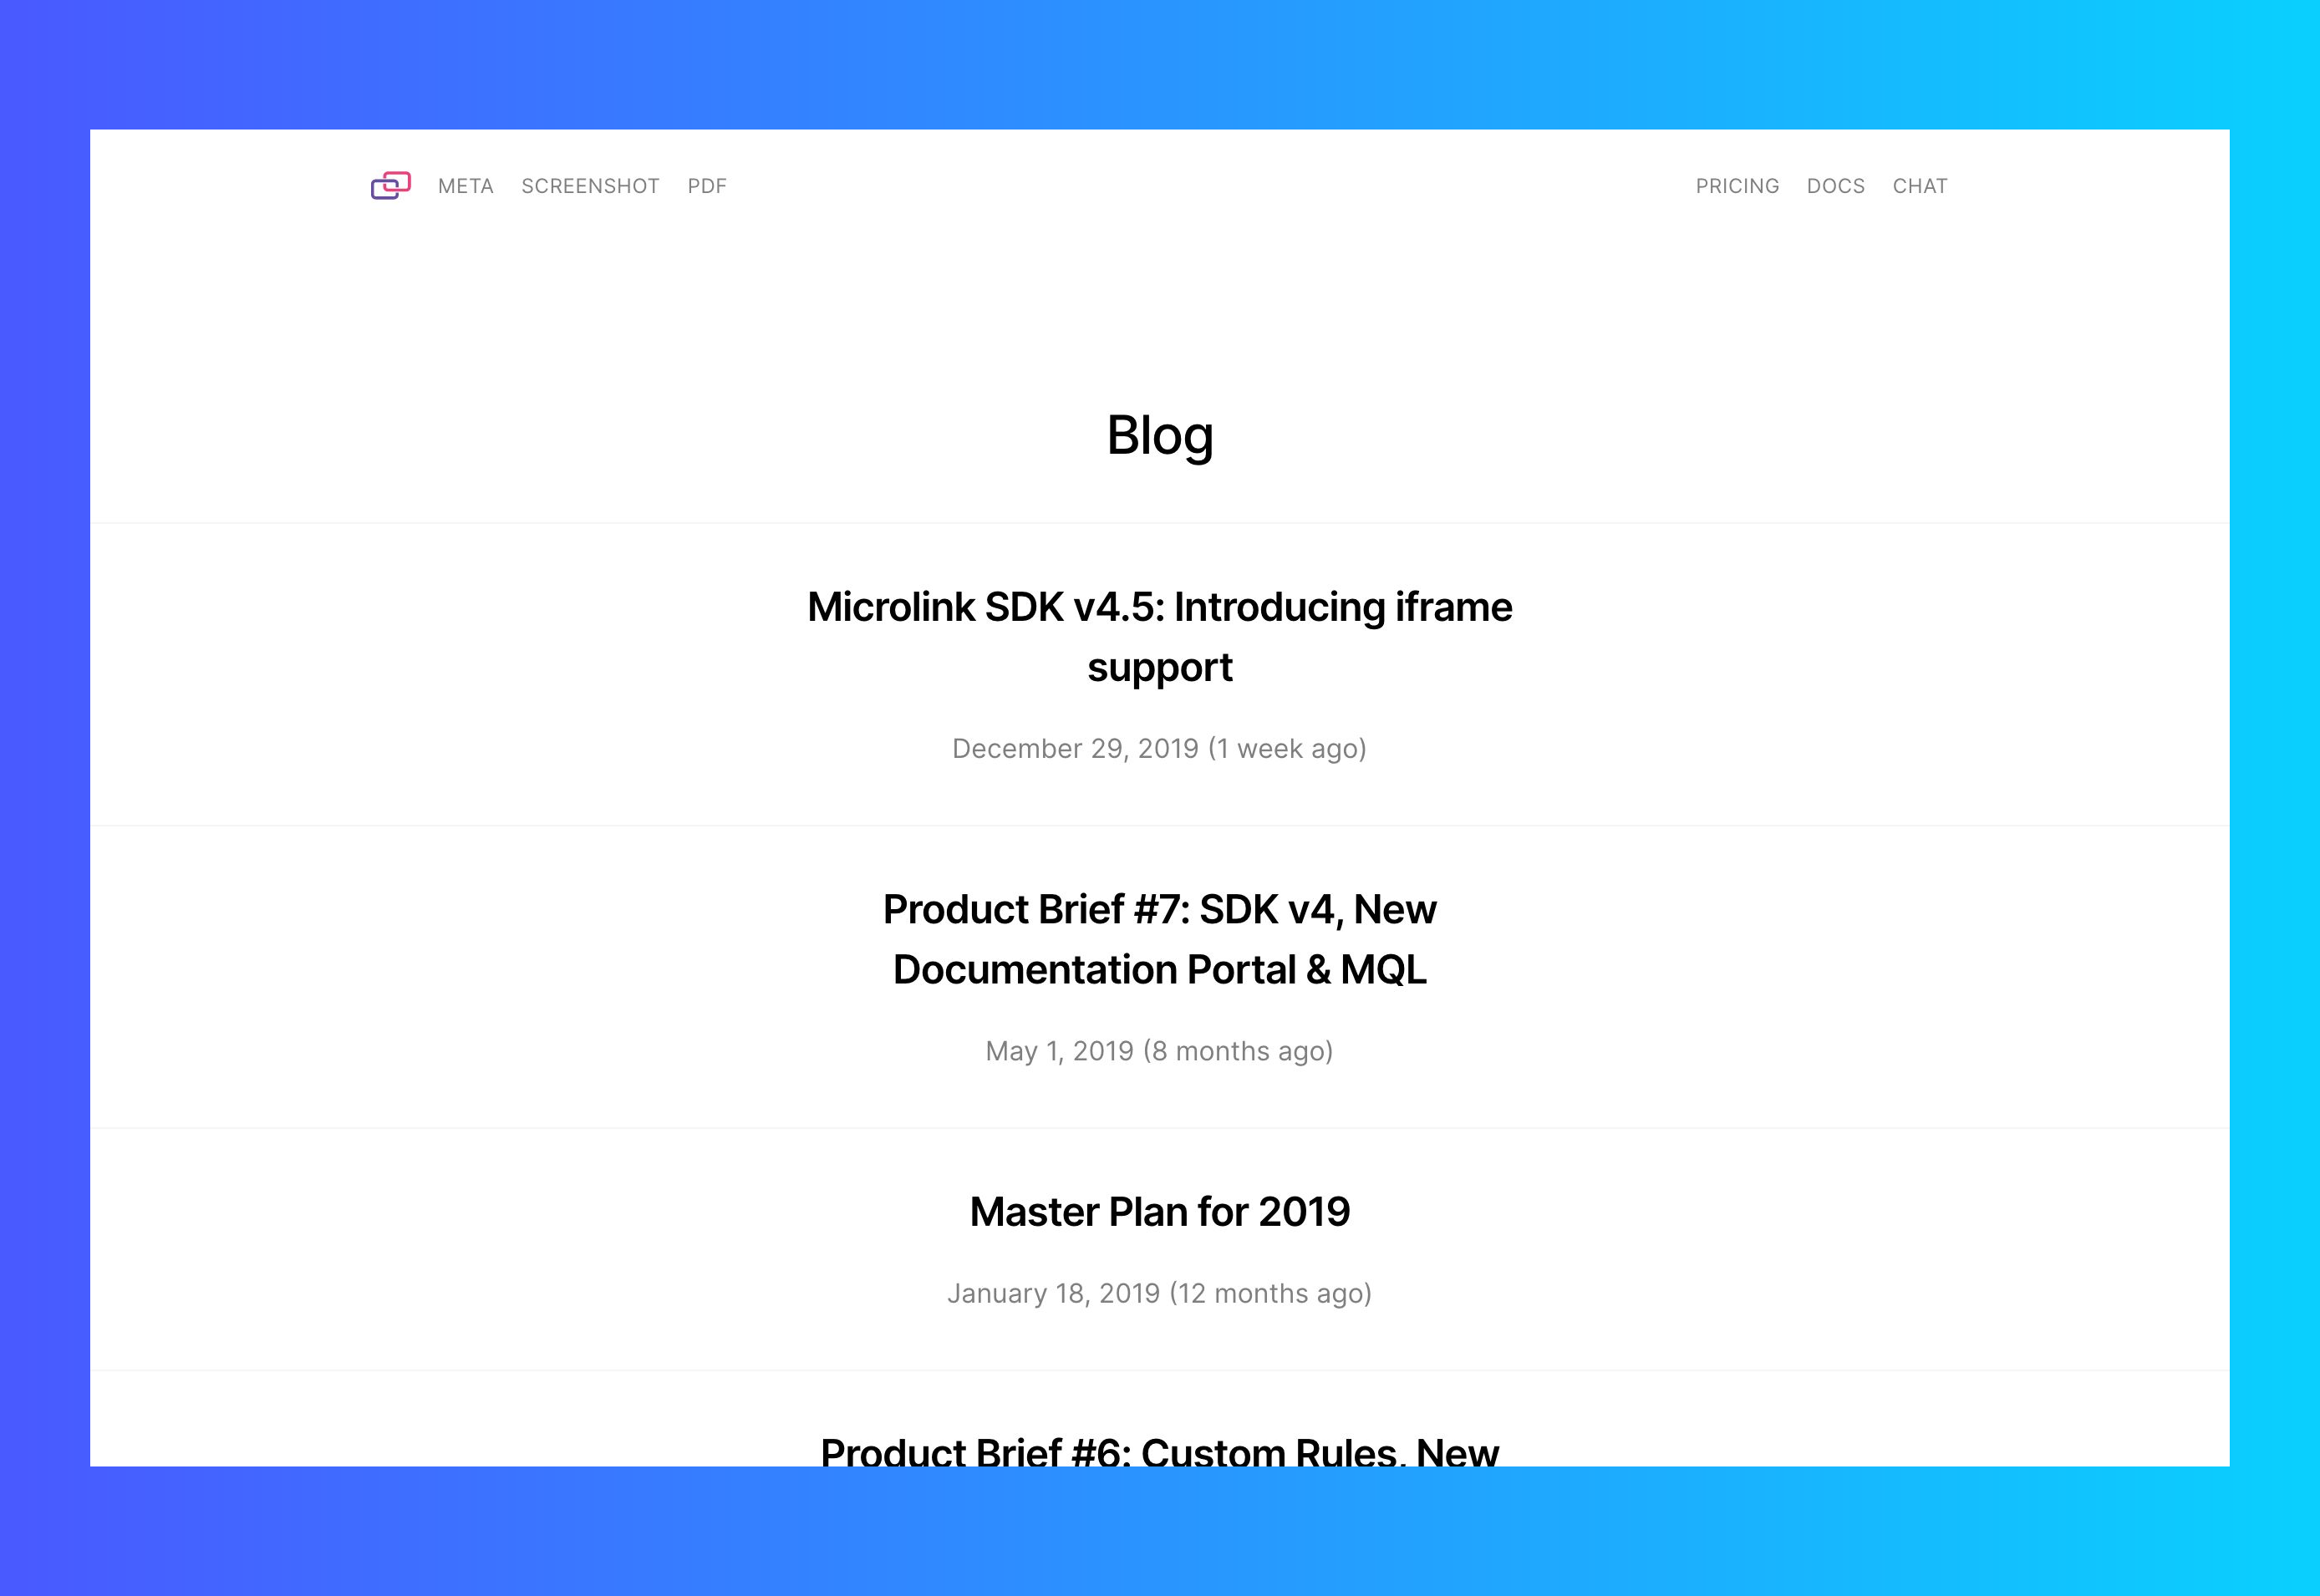 META SCREENSHOT PDF PRICING DOCS CHAT
Blog
Microlink SDK v4.5: Introducing iframe
support
December 29, 2019 (1 week ago)
Product Brief #7: SDK v4, New
Documentation Portal & MQL
May 1, 2019 (8 months ago)
Master Plan for 2019
January 18, 2019 (12 months ago)
Product Brief #6: Custom Rules, New